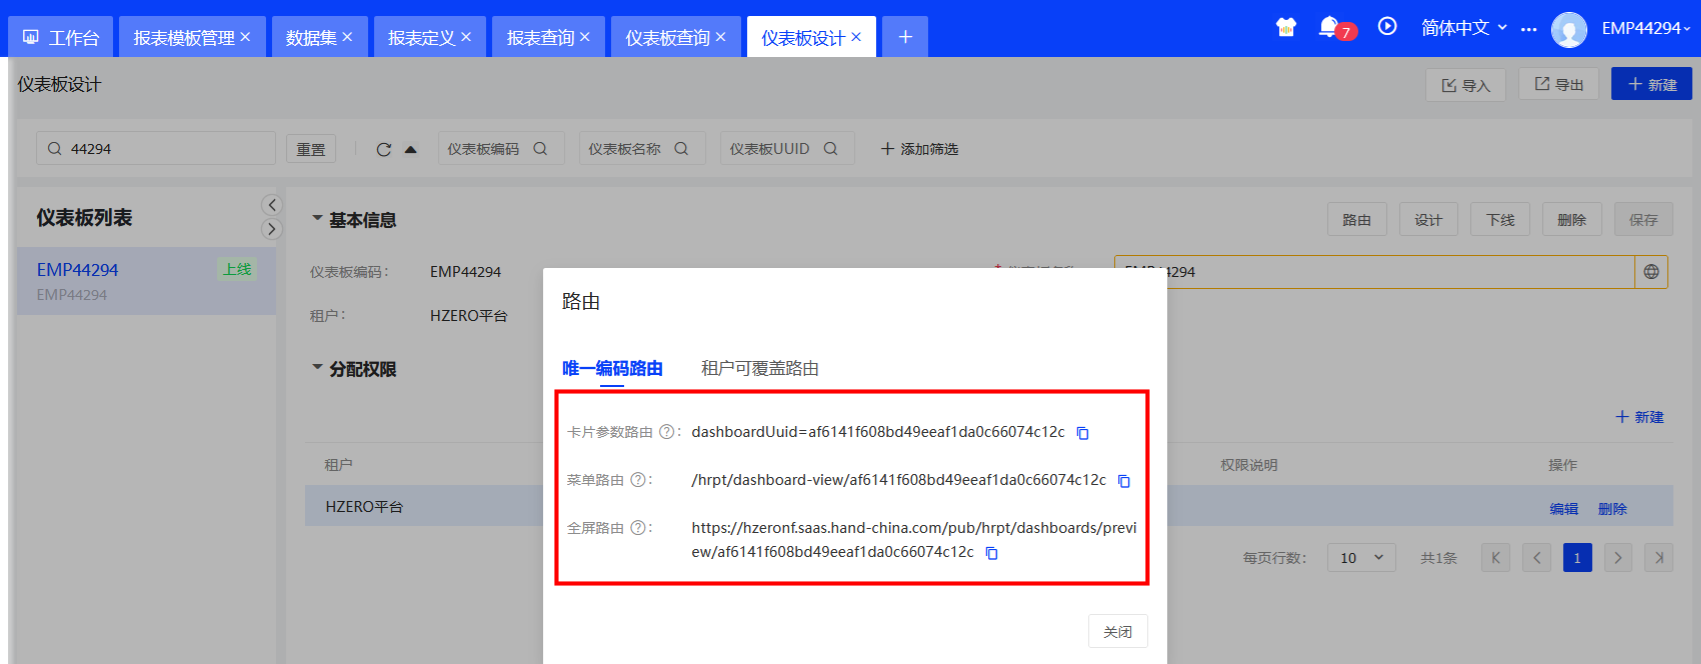 工作台 报表模板管理 × 数据集 × 报表定义 × 报表查询 × 仪表板查询 × 仪表板设计 × + 7 简体中文 ··· EMP44294
仪表板设计 导入 导出 + 新建
44294 重置 仪表板编码 仪表板名称 仪表板UUID + 添加筛选
仪表板列表
EMP44294 上线
EMP44294
基本信息 路由 设计 下线 删除 保存
仪表板编码： EMP44294
租户： HZERO平台
分配权限
+ 新建
租户 权限说明 操作
HZERO平台 编辑 删除
每页行数： 10 共1条 1
路由
唯一编码路由 租户可覆盖路由
卡片参数路由 ?： dashboardUuid=af6141f608bd49eeaf1da0c66074c12c
菜单路由 ?： /hrpt/dashboard-view/af6141f608bd49eeaf1da0c66074c12c
全屏路由 ?： https://hzeronf.saas.hand-china.com/pub/hrpt/dashboards/previ
ew/af6141f608bd49eeaf1da0c66074c12c
关闭